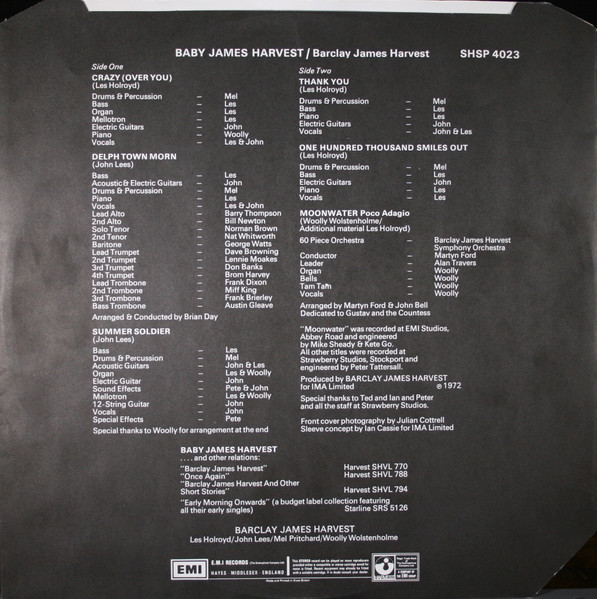 BABY JAMES HARVEST / Barclay James Harvest SHSP 4023
Side One
CRAZY (OVER YOU)
(Les Holroyd)
Drums & Percussion – Mel
Bass – Les
Organ – Les
Mellotron – Les
Electric Guitars – John
Piano – Woolly
Vocals – Les & John
DELPH TOWN MORN
(John Lees)
Bass – Les
Acoustic & Electric Guitars – John
Drums & Percussion – Mel
Piano – Les
Vocals – Les & John
Lead Alto – Barry Thompson
2nd Alto – Bill Newton
Solo Tenor – Norman Brown
2nd Tenor – Nat Whitworth
Baritone – George Watts
Lead Trumpet – Dave Browning
2nd Trumpet – Lennie Moakes
3rd Trumpet – Don Banks
4th Trumpet – Brom Harvey
Lead Trombone – Frank Dixon
2nd Trombone – Miff King
3rd Trombone – Frank Brierley
Bass Trombone – Austin Gleave
Arranged & Conducted by Brian Day
SUMMER SOLDIER
(John Lees)
Bass – Les
Drums & Percussion – Mel
Acoustic Guitars – John & Les
Organ – Les & Woolly
Electric Guitar – John
Sound Effects – Pete & John
Mellotron – Les & Woolly
12-String Guitar – John
Vocals – John
Special Effects – Pete
Special thanks to Woolly for arrangement at the end
Side Two
THANK YOU
(Les Holroyd)
Drums & Percussion – Mel
Bass – Les
Piano – Les
Electric Guitars – John
Vocals – John & Les
ONE HUNDRED THOUSAND SMILES OUT
(Les Holroyd)
Drums & Percussion – Mel
Bass – Les
Electric Guitars – John
Piano – Les
Vocals – Les
MOONWATER Poco Adagio
(Woolly Wolstenholme/
Additional material Les Holroyd)
60 Piece Orchestra – Barclay James Harvest
Symphony Orchestra
Conductor – Martyn Ford
Leader – Alan Travers
Organ – Woolly
Bells – Woolly
Tam Tam – Woolly
Vocals – Woolly
Arranged by Martyn Ford & John Bell
Dedicated to Gustav and the Countess
"Moonwater" was recorded at EMI Studios,
Abbey Road and engineered
by Mike Sheady & Kete Go.
All other titles were recorded at
Strawberry Studios, Stockport and
engineered by Peter Tattersall.
Produced by BARCLAY JAMES HARVEST
for IMA Limited ℗ 1972
Special thanks to Ted and Ian and Peter
and all the staff at Strawberry Studios.
Front cover photography by Julian Cottrell
Sleeve concept by Ian Cassie for IMA Limited
BABY JAMES HARVEST
. . . . and other relations:
"Barclay James Harvest" Harvest SHVL 770
"Once Again" Harvest SHVL 788
"Barclay James Harvest And Other
Short Stories" Harvest SHVL 794
"Early Morning Onwards" (a budget label collection featuring
all their early singles) Starline SRS 5126
BARCLAY JAMES HARVEST
Les Holroyd/John Lees/Mel Pritchard/Woolly Wolstenholme
EMI
E.M.I RECORDS
HAYES · MIDDLESEX · ENGLAND